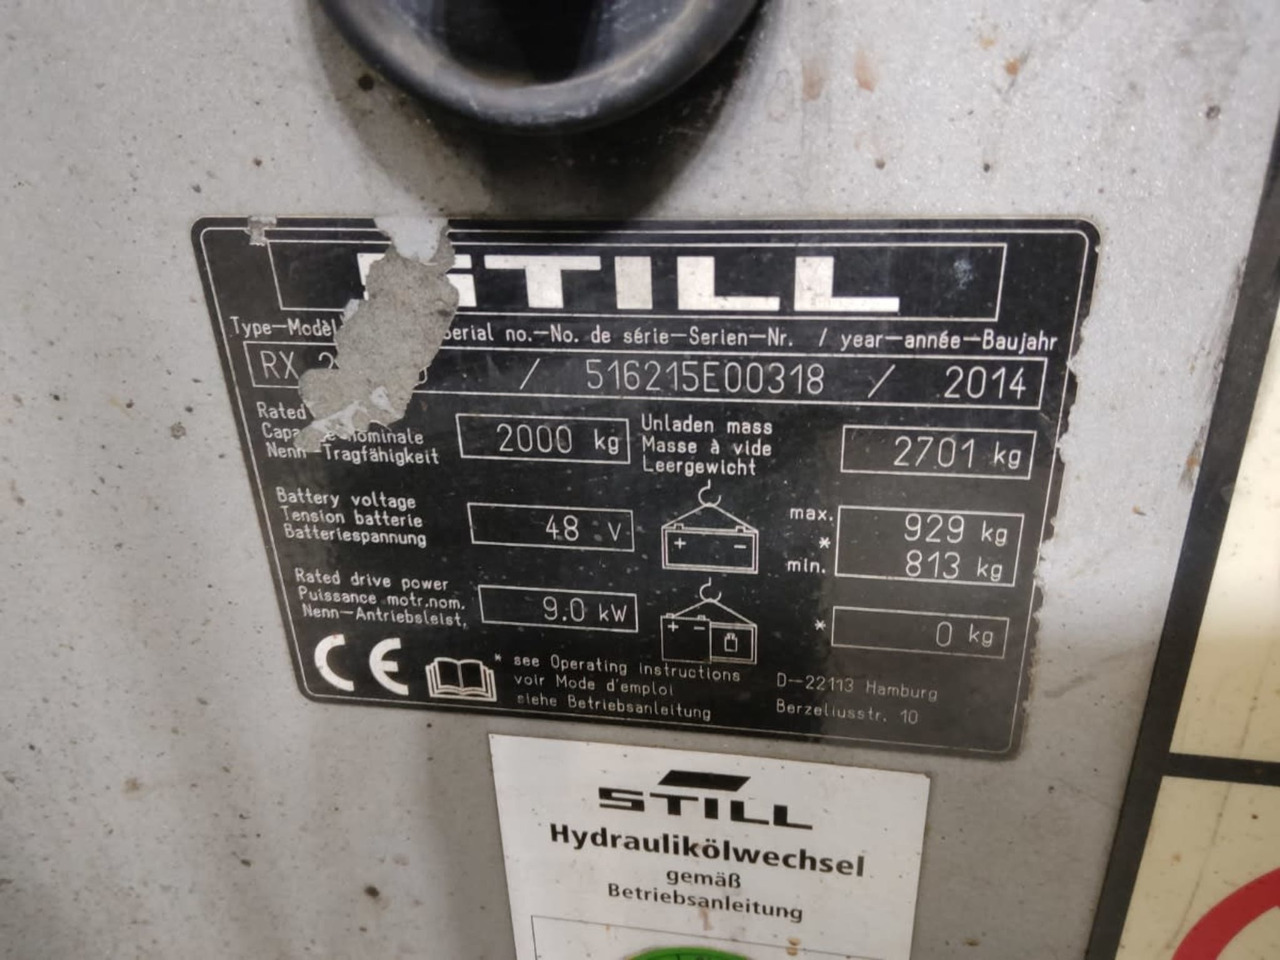 STILL
Type-Modèl
serial no.-No. de série-Serien-Nr. / year-année-Baujahr
RX / 516215E00318 / 2014
Rated
nominale
Nenn-Tragfähigkeit
2000 kg
Unladen mass
Masse à vide
Leergewicht
2701 kg
Battery voltage
Tension batterie
Batteriespannung
48 V
+ -
max.
*
min.
929 kg
813 kg
Rated drive power
Puissance motr.nom.
Nenn-Antriebsleist.
9.0 kW
+ -
*
0 kg
CE
* see Operating instructions
voir Mode d'emploi
siehe Betriebsanleitung
D-22113 Hamburg
Berzeliusstr. 10
STILL
Hydraulikölwechsel
gemäß
Betriebsanleitung